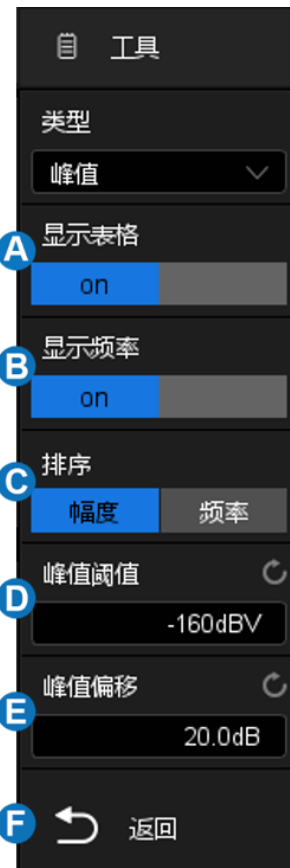 工具
类型
峰值
A
显示表格
on
B
显示频率
on
C
排序
幅度 频率
D
峰值阈值
-160dBV
E
峰值偏移
20.0dB
F
返回